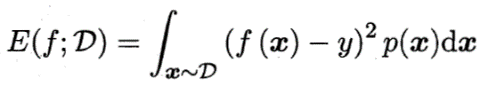 E(f; 𝒟) = ∫_{𝒙∼𝒟} (f(𝒙) − y)² p(𝒙)d𝒙